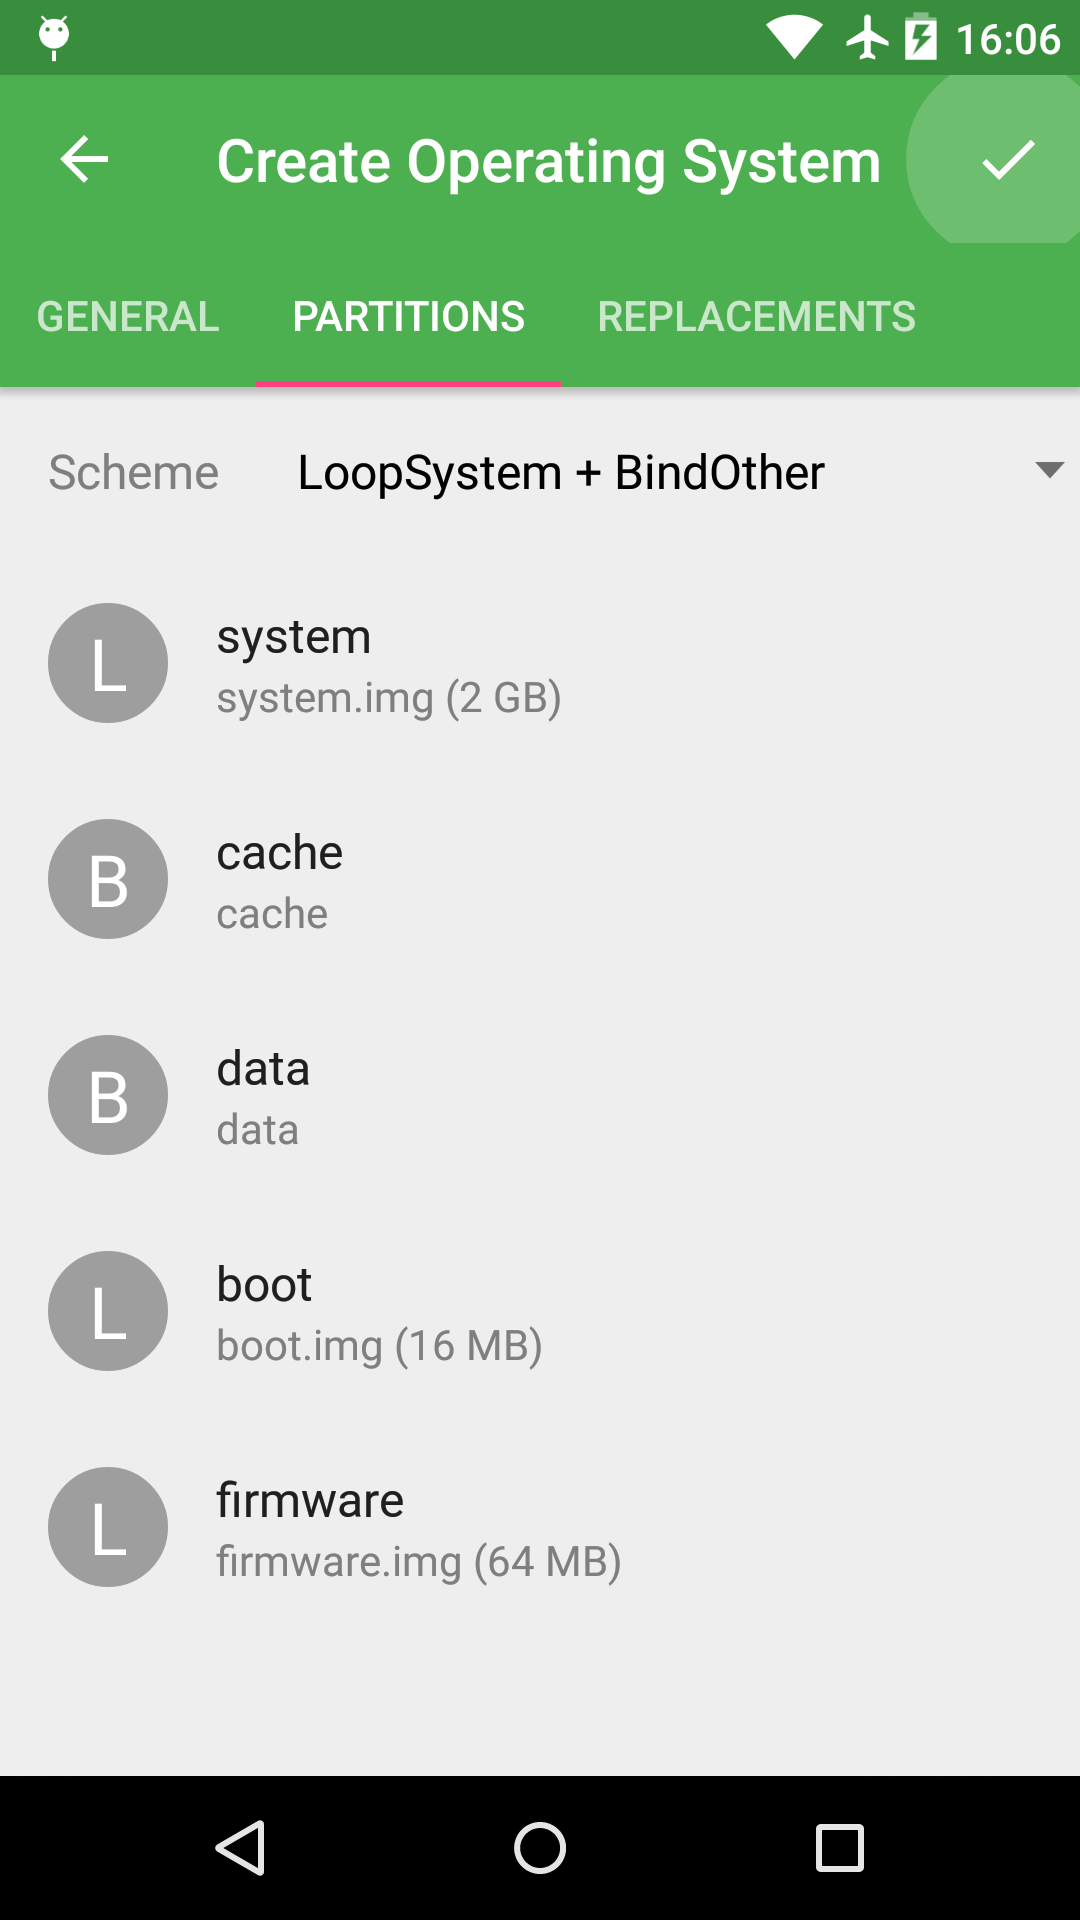 16:06
Create Operating System
GENERAL PARTITIONS REPLACEMENTS
Scheme LoopSystem + BindOther
L
system
system.img (2 GB)
B
cache
cache
B
data
data
L
boot
boot.img (16 MB)
L
firmware
firmware.img (64 MB)